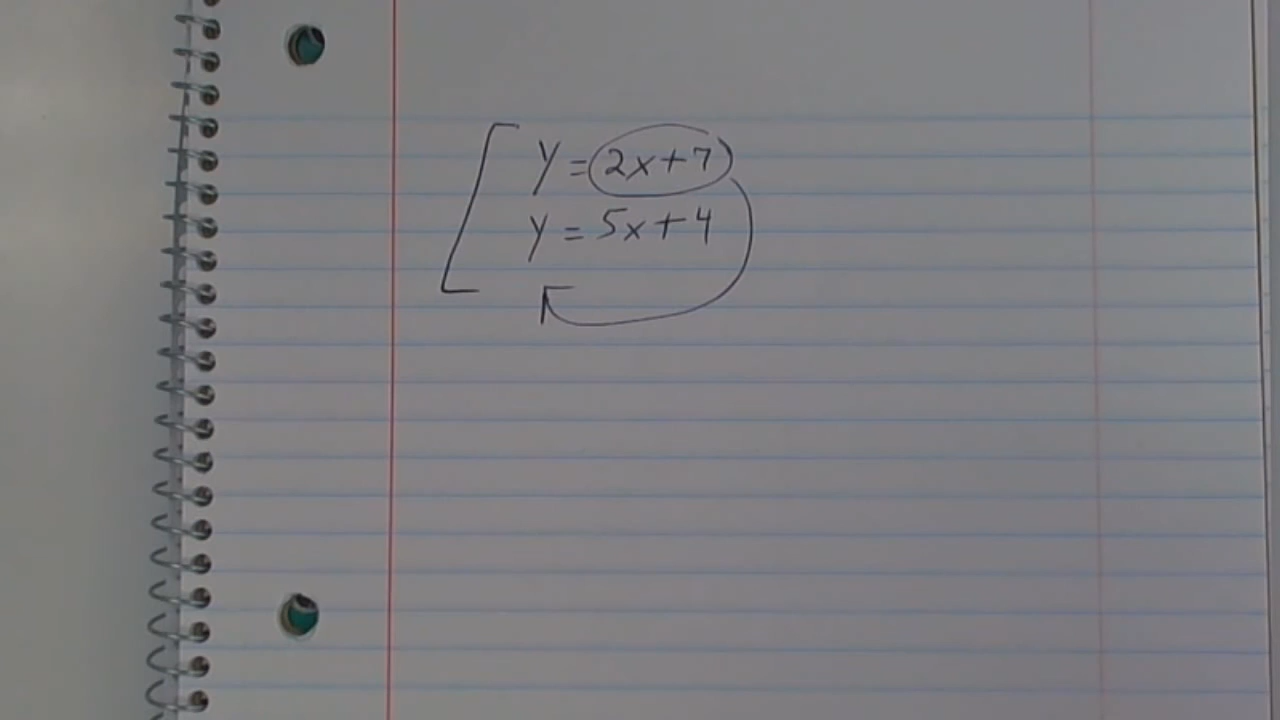 y = 2x + 7
y = 5x + 4